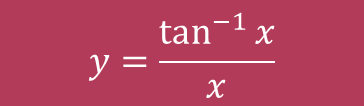 y = tan⁻¹ x / x